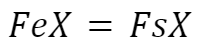 FeX = FsX